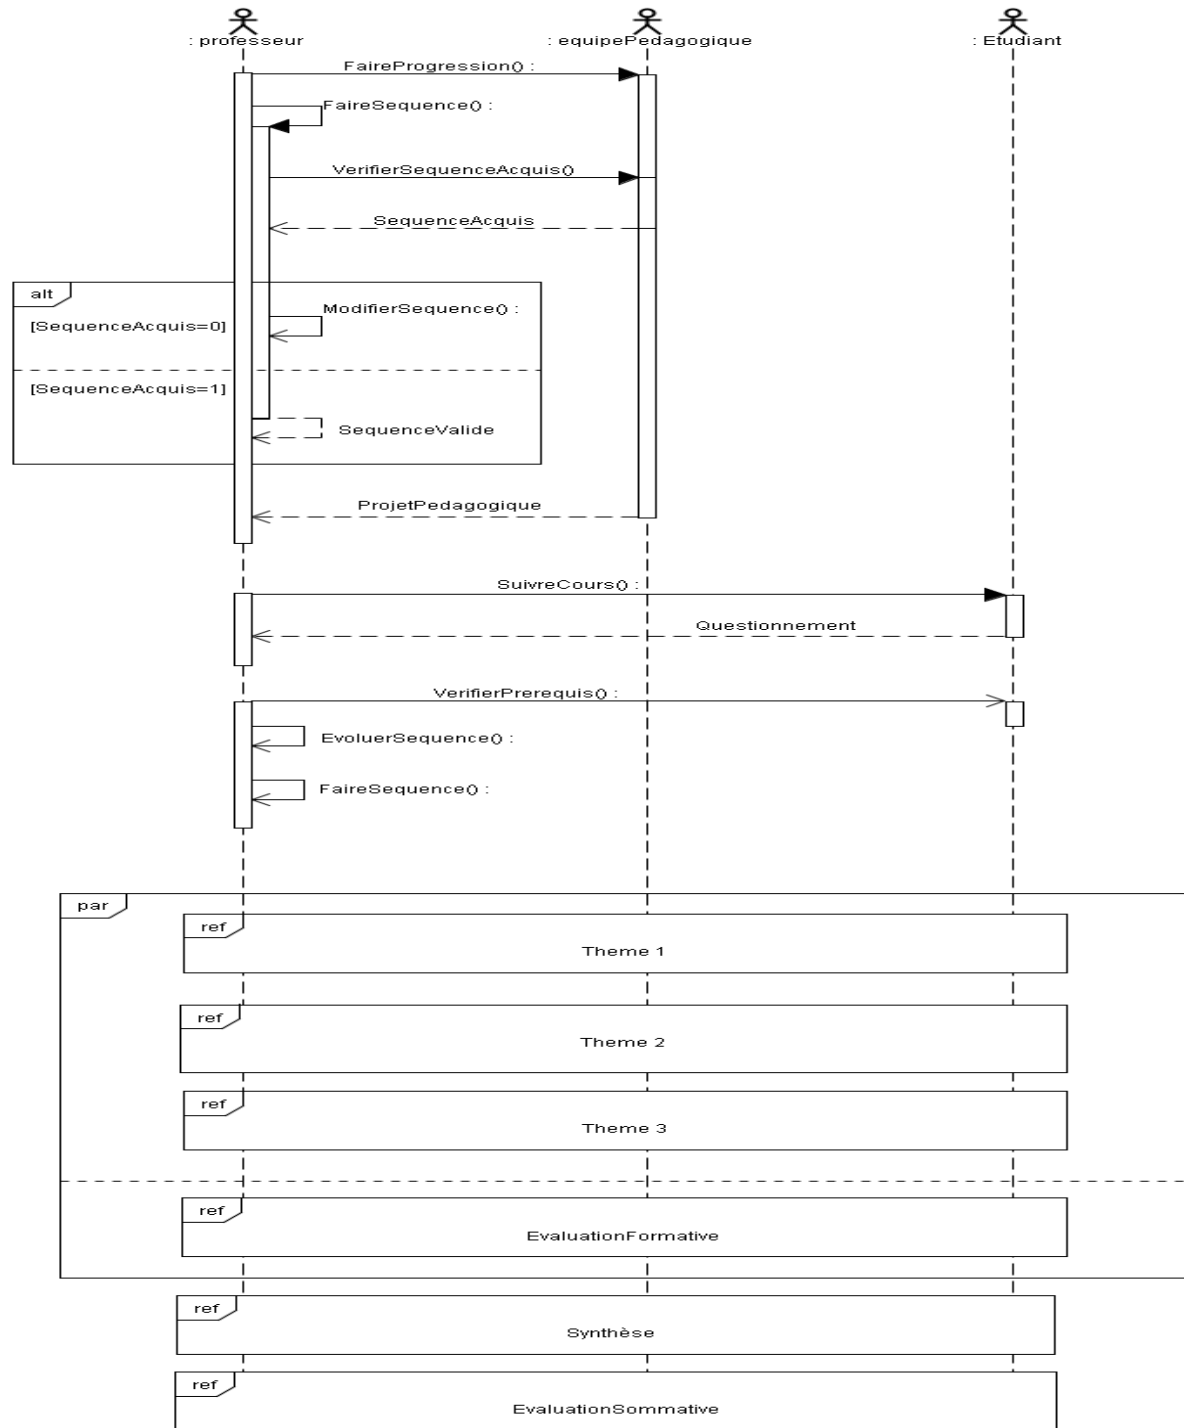 : professeur
: equipePedagogique
: Etudiant
FaireProgression() :
FaireSequence() :
VerifierSequenceAcquis()
SequenceAcquis
alt
ModifierSequence() :
[SequenceAcquis=0]
[SequenceAcquis=1]
SequenceValide
ProjetPedagogique
SuivreCours() :
Questionnement
VerifierPrerequis() :
EvoluerSequence() :
FaireSequence() :
par
ref
Theme 1
ref
Theme 2
ref
Theme 3
ref
EvaluationFormative
ref
Synthèse
ref
EvaluationSommative